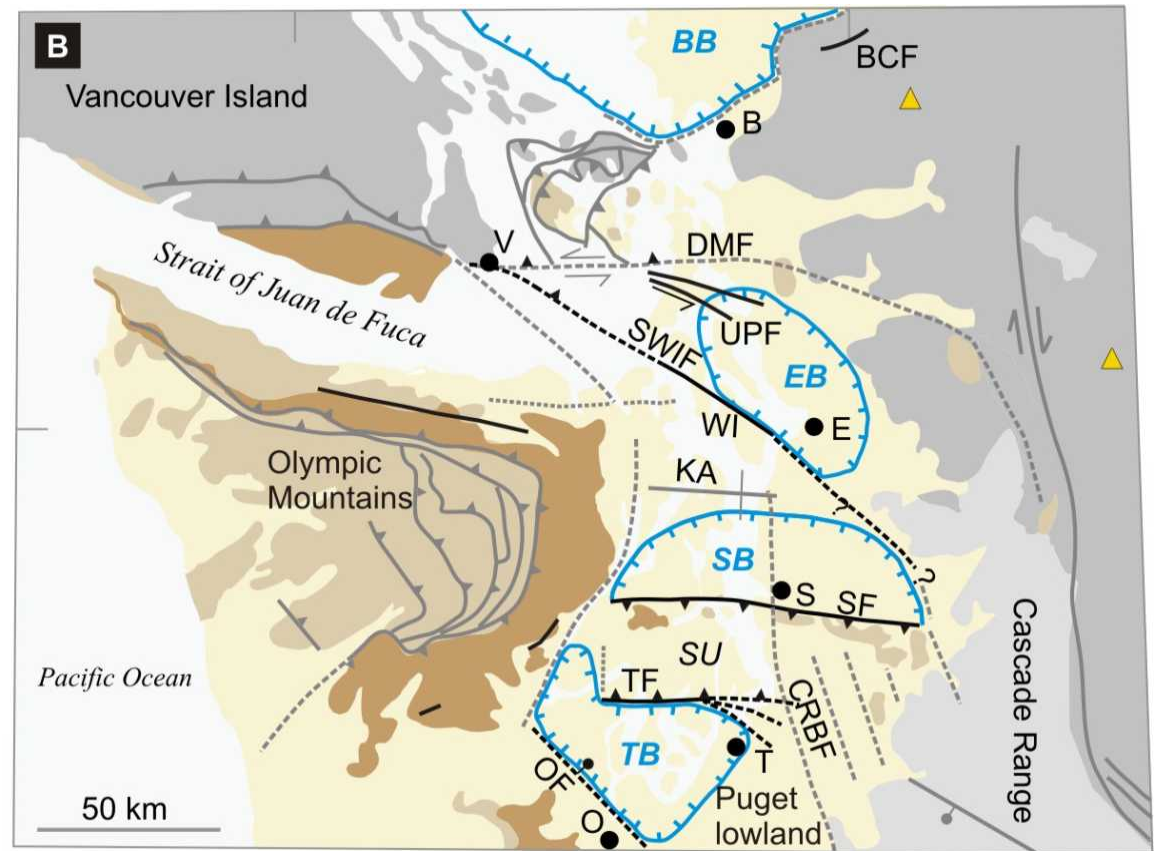 B
BB
BCF
Vancouver Island
B
V
DMF
Strait of Juan de Fuca
SWIF
UPF
EB
WI
E
Olympic
Mountains
KA
?
SB
?
S
SF
Cascade Range
SU
Pacific Ocean
TF
CRBF
TB
T
OF
Puget
lowland
50 km
O